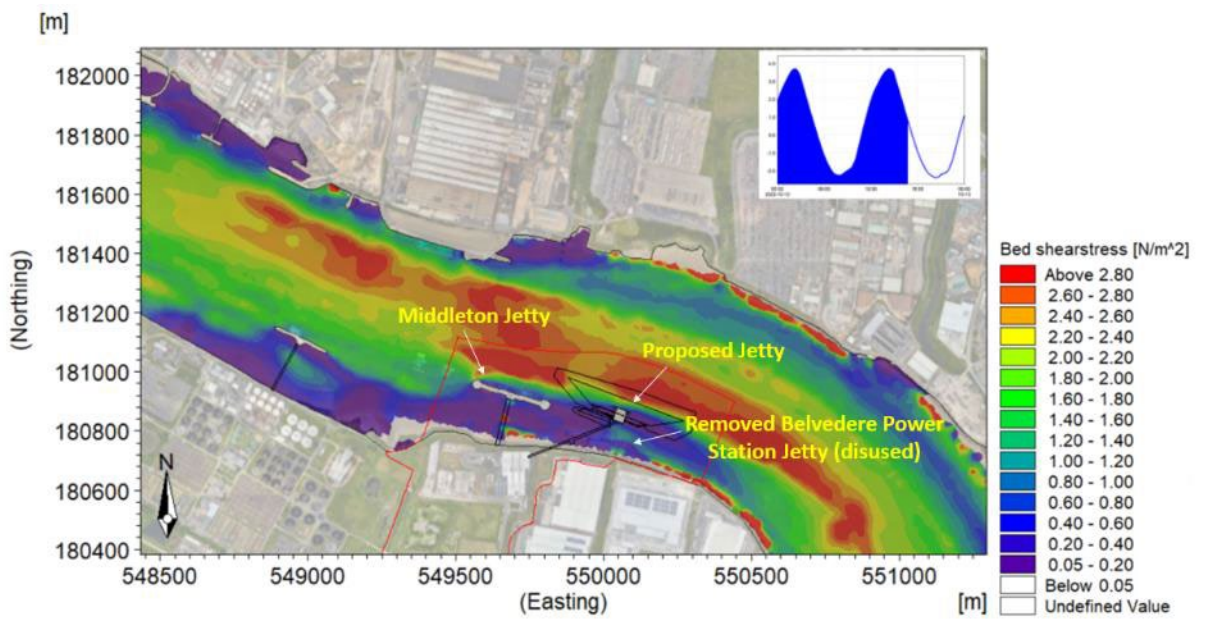 [m]
182000
181800
181600
181400
181200
181000
180800
180600
180400
(Northing)
Middleton Jetty
Proposed Jetty
Removed Belvedere Power
Station Jetty (disused)
N
548500 549000 549500 550000 550500 551000
(Easting)
[m]
Bed shearstress [N/m^2]
Above 2.80
2.60 - 2.80
2.40 - 2.60
2.20 - 2.40
2.00 - 2.20
1.80 - 2.00
1.60 - 1.80
1.40 - 1.60
1.20 - 1.40
1.00 - 1.20
0.80 - 1.00
0.60 - 0.80
0.40 - 0.60
0.20 - 0.40
0.05 - 0.20
Below 0.05
Undefined Value